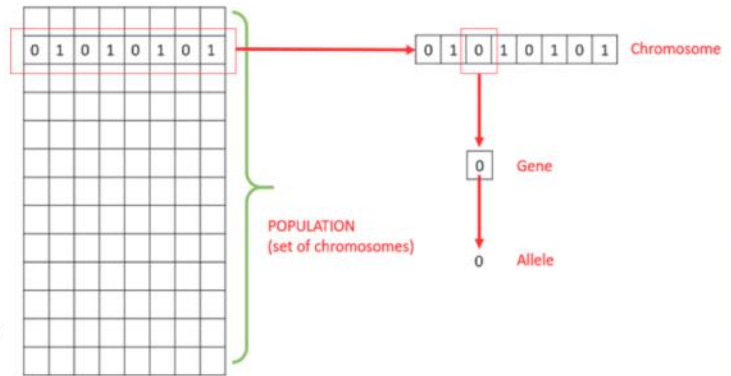 0 1 0 1 0 1 0 1
0 1 0 1 0 1 0 1 Chromosome
0 Gene
POPULATION
(set of chromosomes)
0 Allele